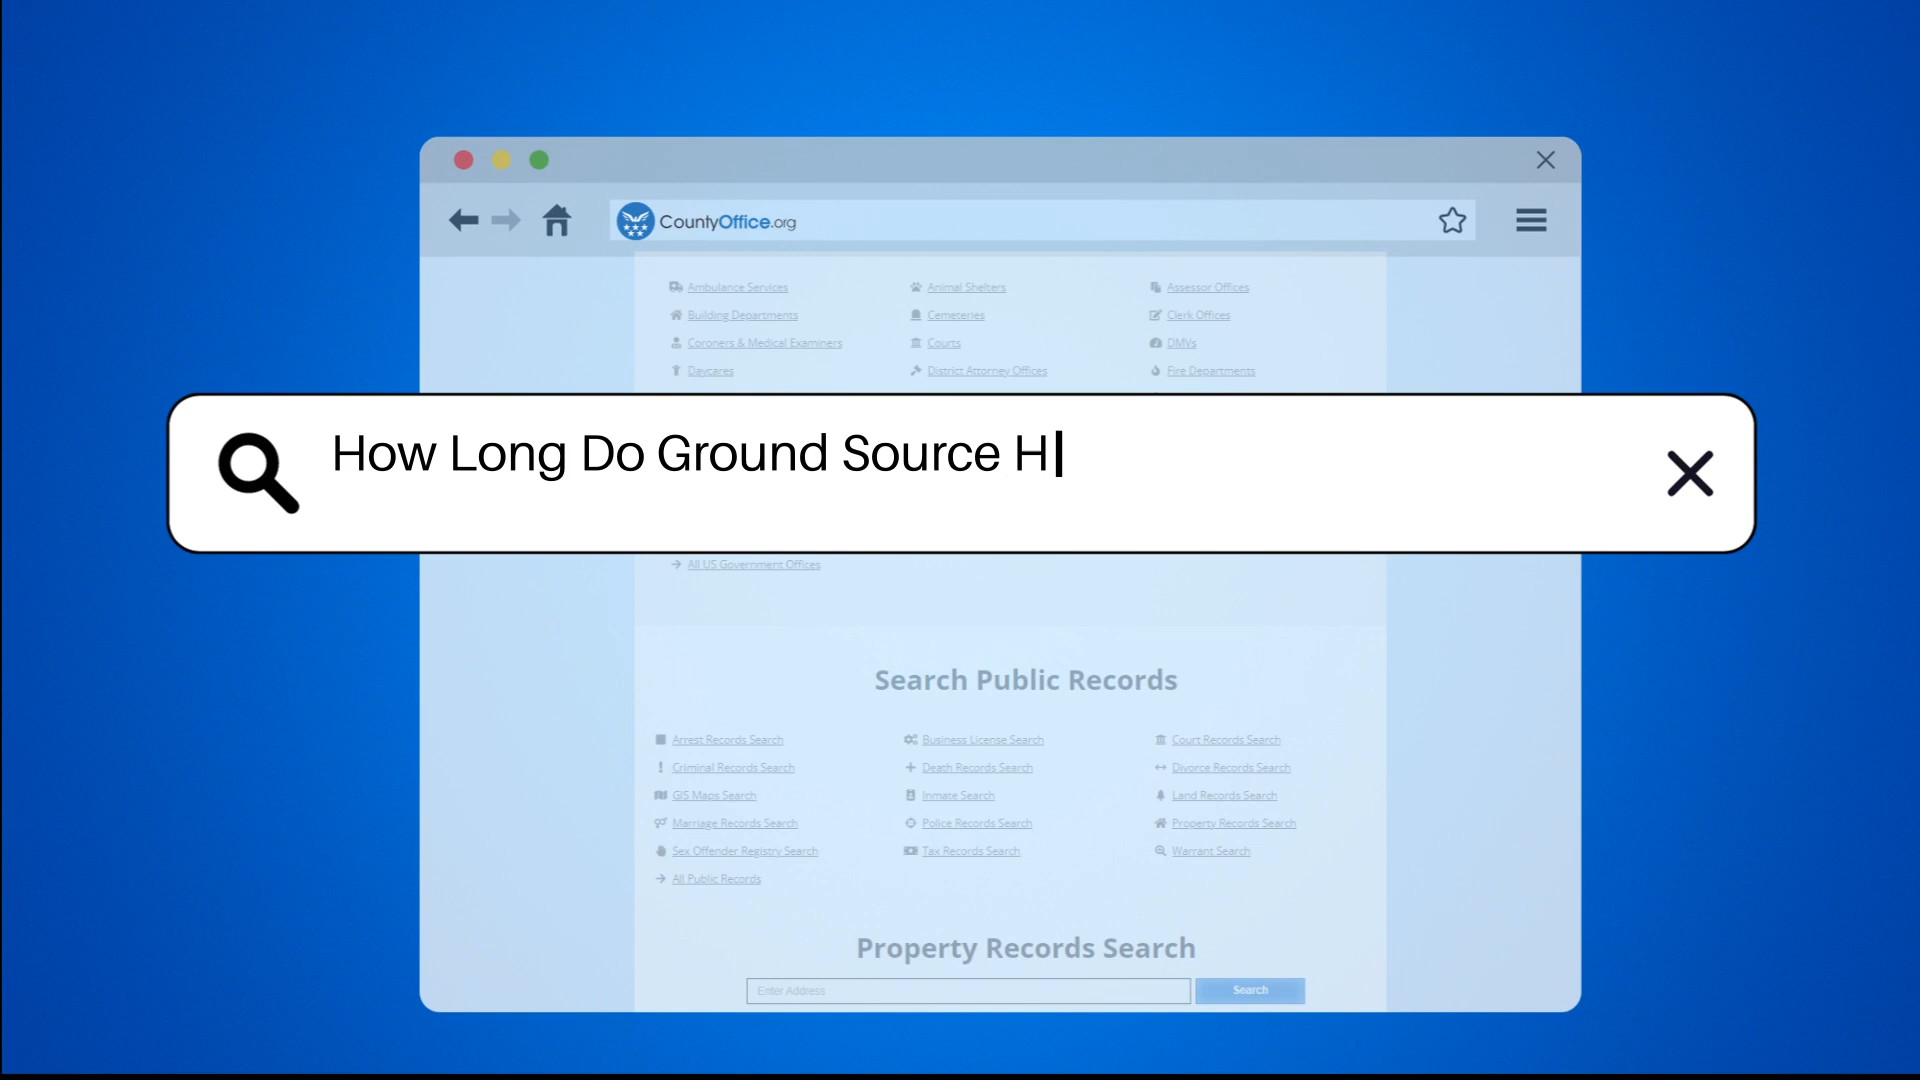 CountyOffice.org
Ambulance Services Animal Shelters Assessor Offices
Building Departments Cemeteries Clerk Offices
Coroners & Medical Examiners Courts DMVs
Daycares District Attorney Offices Fire Departments
How Long Do Ground Source H
All US Government Offices
Search Public Records
Arrest Records Search Business License Search Court Records Search
Criminal Records Search Death Records Search Divorce Records Search
GIS Maps Search Inmate Search Land Records Search
Marriage Records Search Police Records Search Property Records Search
Sex Offender Registry Search Tax Records Search Warrant Search
All Public Records
Property Records Search
Enter Address Search